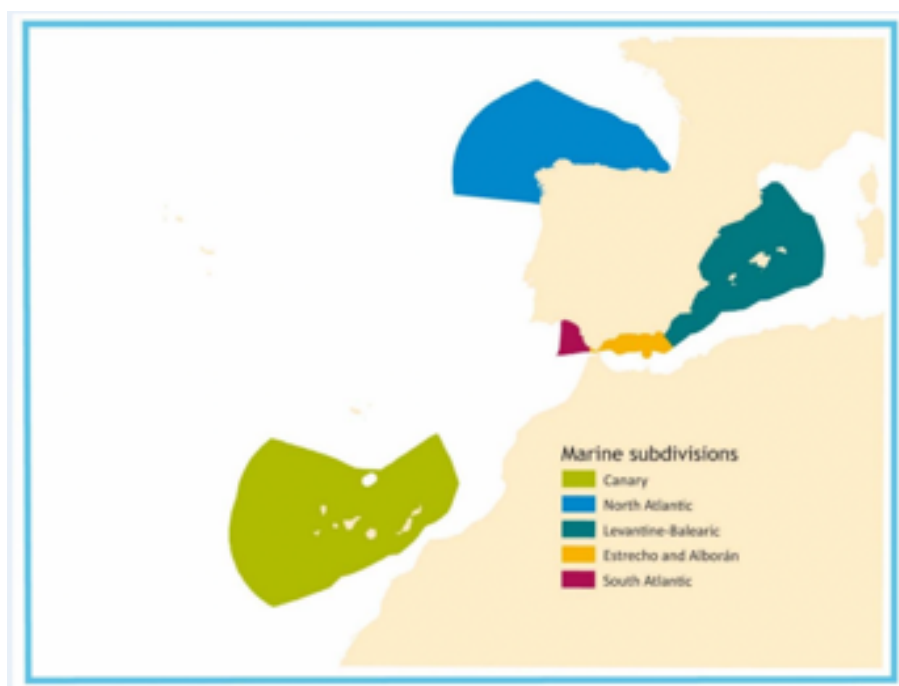 Marine subdivisions
Canary
North Atlantic
Levantine-Balearic
Estrecho and Alborán
South Atlantic